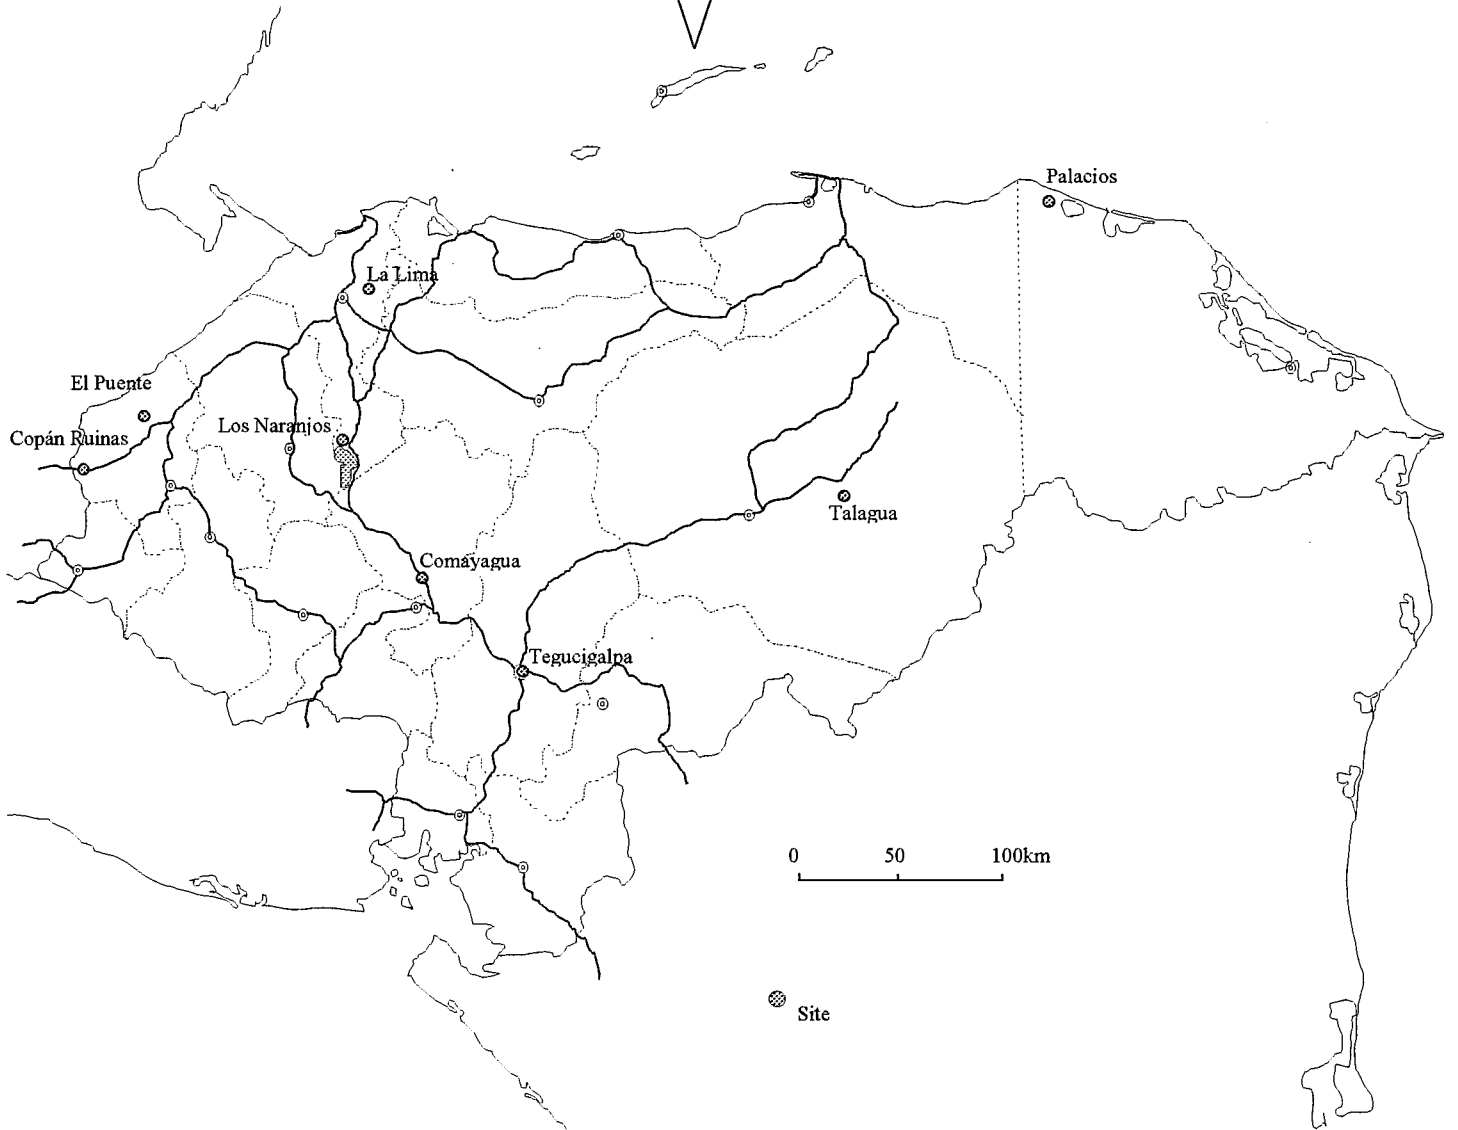 Palacios
La Lima
El Puente
Los Naranjos
Copán Ruinas
Talagua
Comayagua
Tegucigalpa
0 50 100km
Site